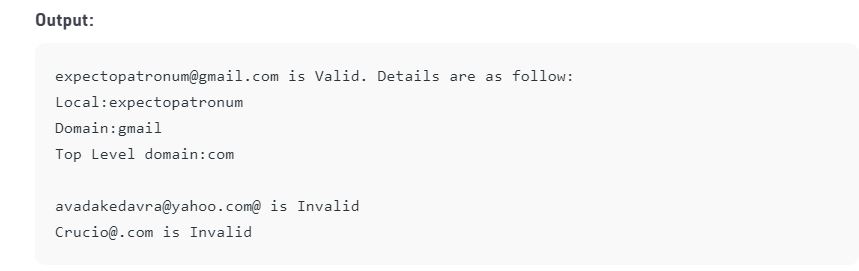 Output:
expectopatronum@gmail.com is Valid. Details are as follow:
Local:expectopatronum
Domain:gmail
Top Level domain:com
avadakedavra@yahoo.com@ is Invalid
Crucio@.com is Invalid